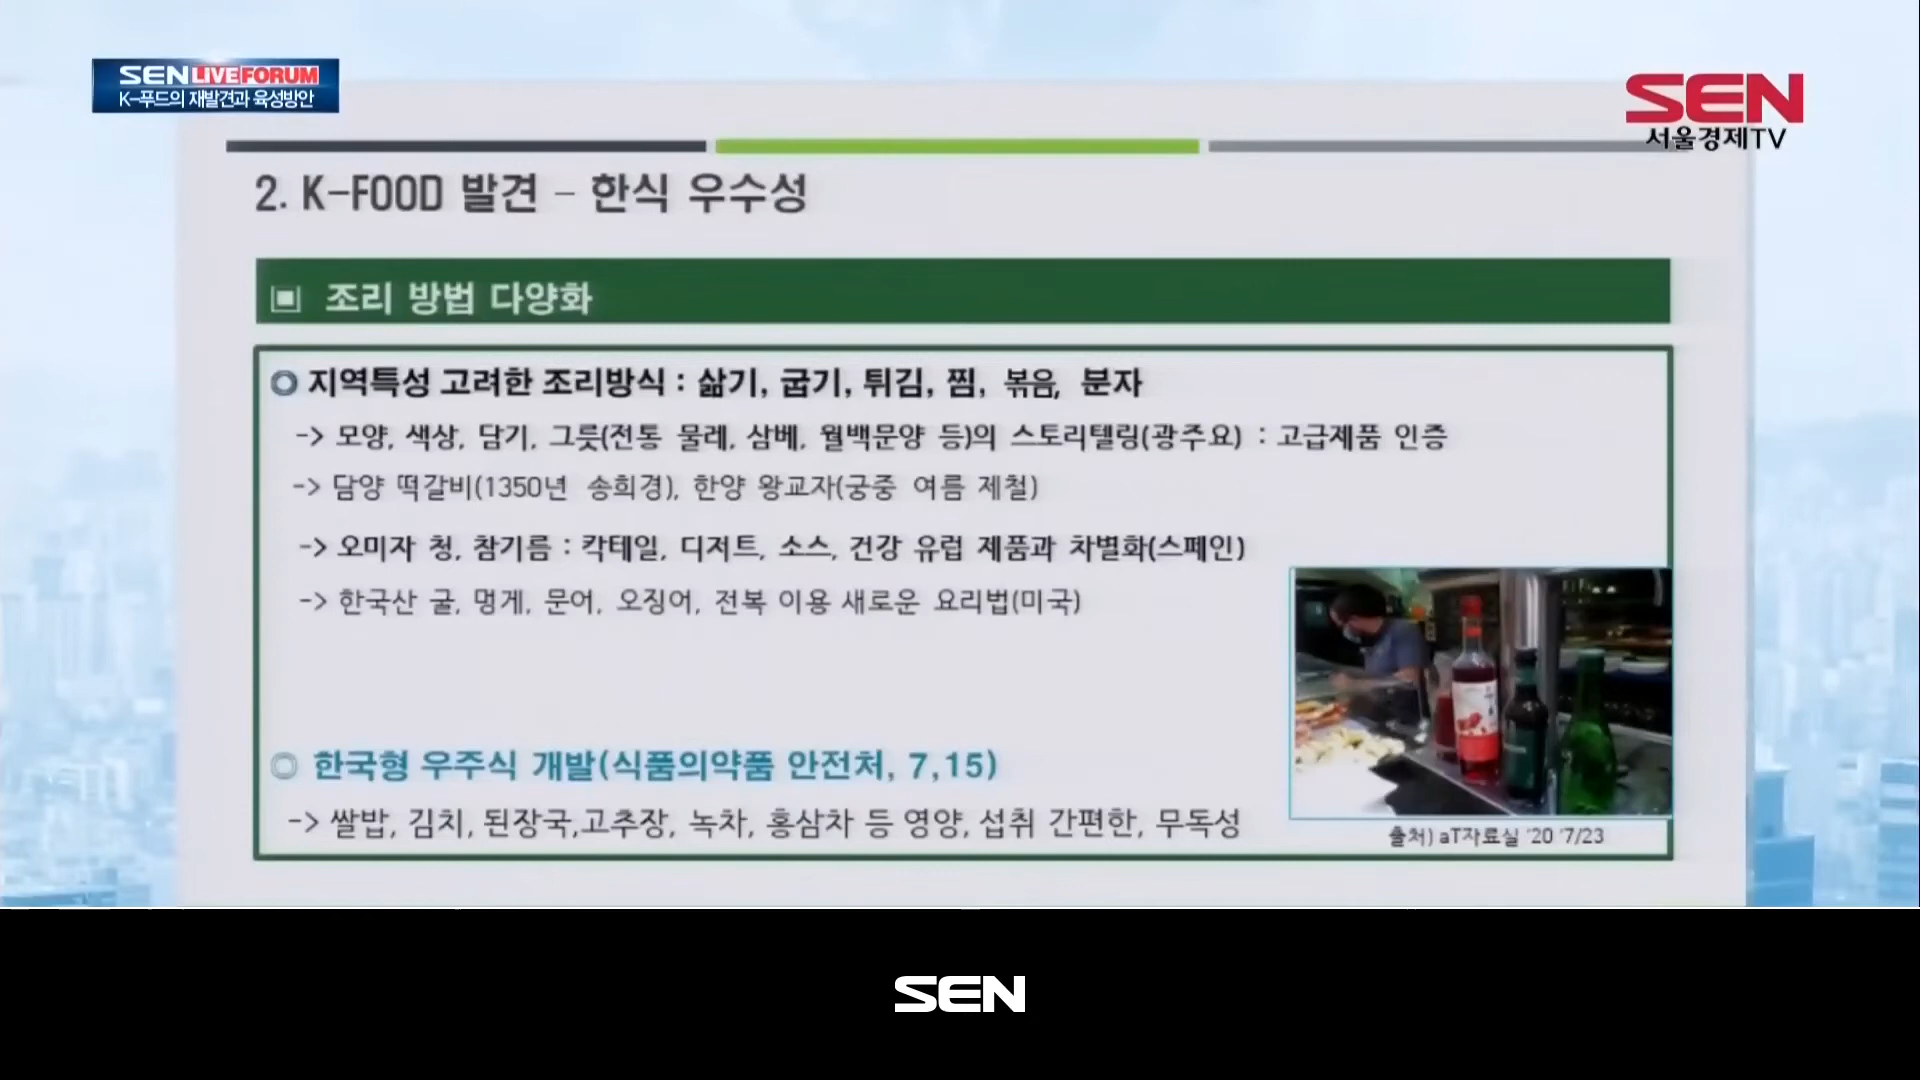 SEN LIVE FORUM
K-푸드의 재발견과 육성방안
SEN
서울경제TV
2. K-FOOD 발견 – 한식 우수성
▣ 조리 방법 다양화
지역특성 고려한 조리방식 : 삶기, 굽기, 튀김, 찜, 볶음, 분자
-> 모양, 색상, 담기, 그릇(전통 물레, 삼베, 월백문양 등)의 스토리텔링(광주요) : 고급제품 인증
-> 담양 떡갈비(1350년 송희경), 한양 왕교자(궁중 여름 제철)
-> 오미자 청, 참기름 : 칵테일, 디저트, 소스, 건강 유럽 제품과 차별화(스페인)
-> 한국산 굴, 멍게, 문어, 오징어, 전복 이용 새로운 요리법(미국)
◎ 한국형 우주식 개발(식품의약품 안전처, 7,15)
-> 쌀밥, 김치, 된장국,고추장, 녹차, 홍삼차 등 영양, 섭취 간편한, 무독성
출처) aT자료실 '20 '7/23
SEN